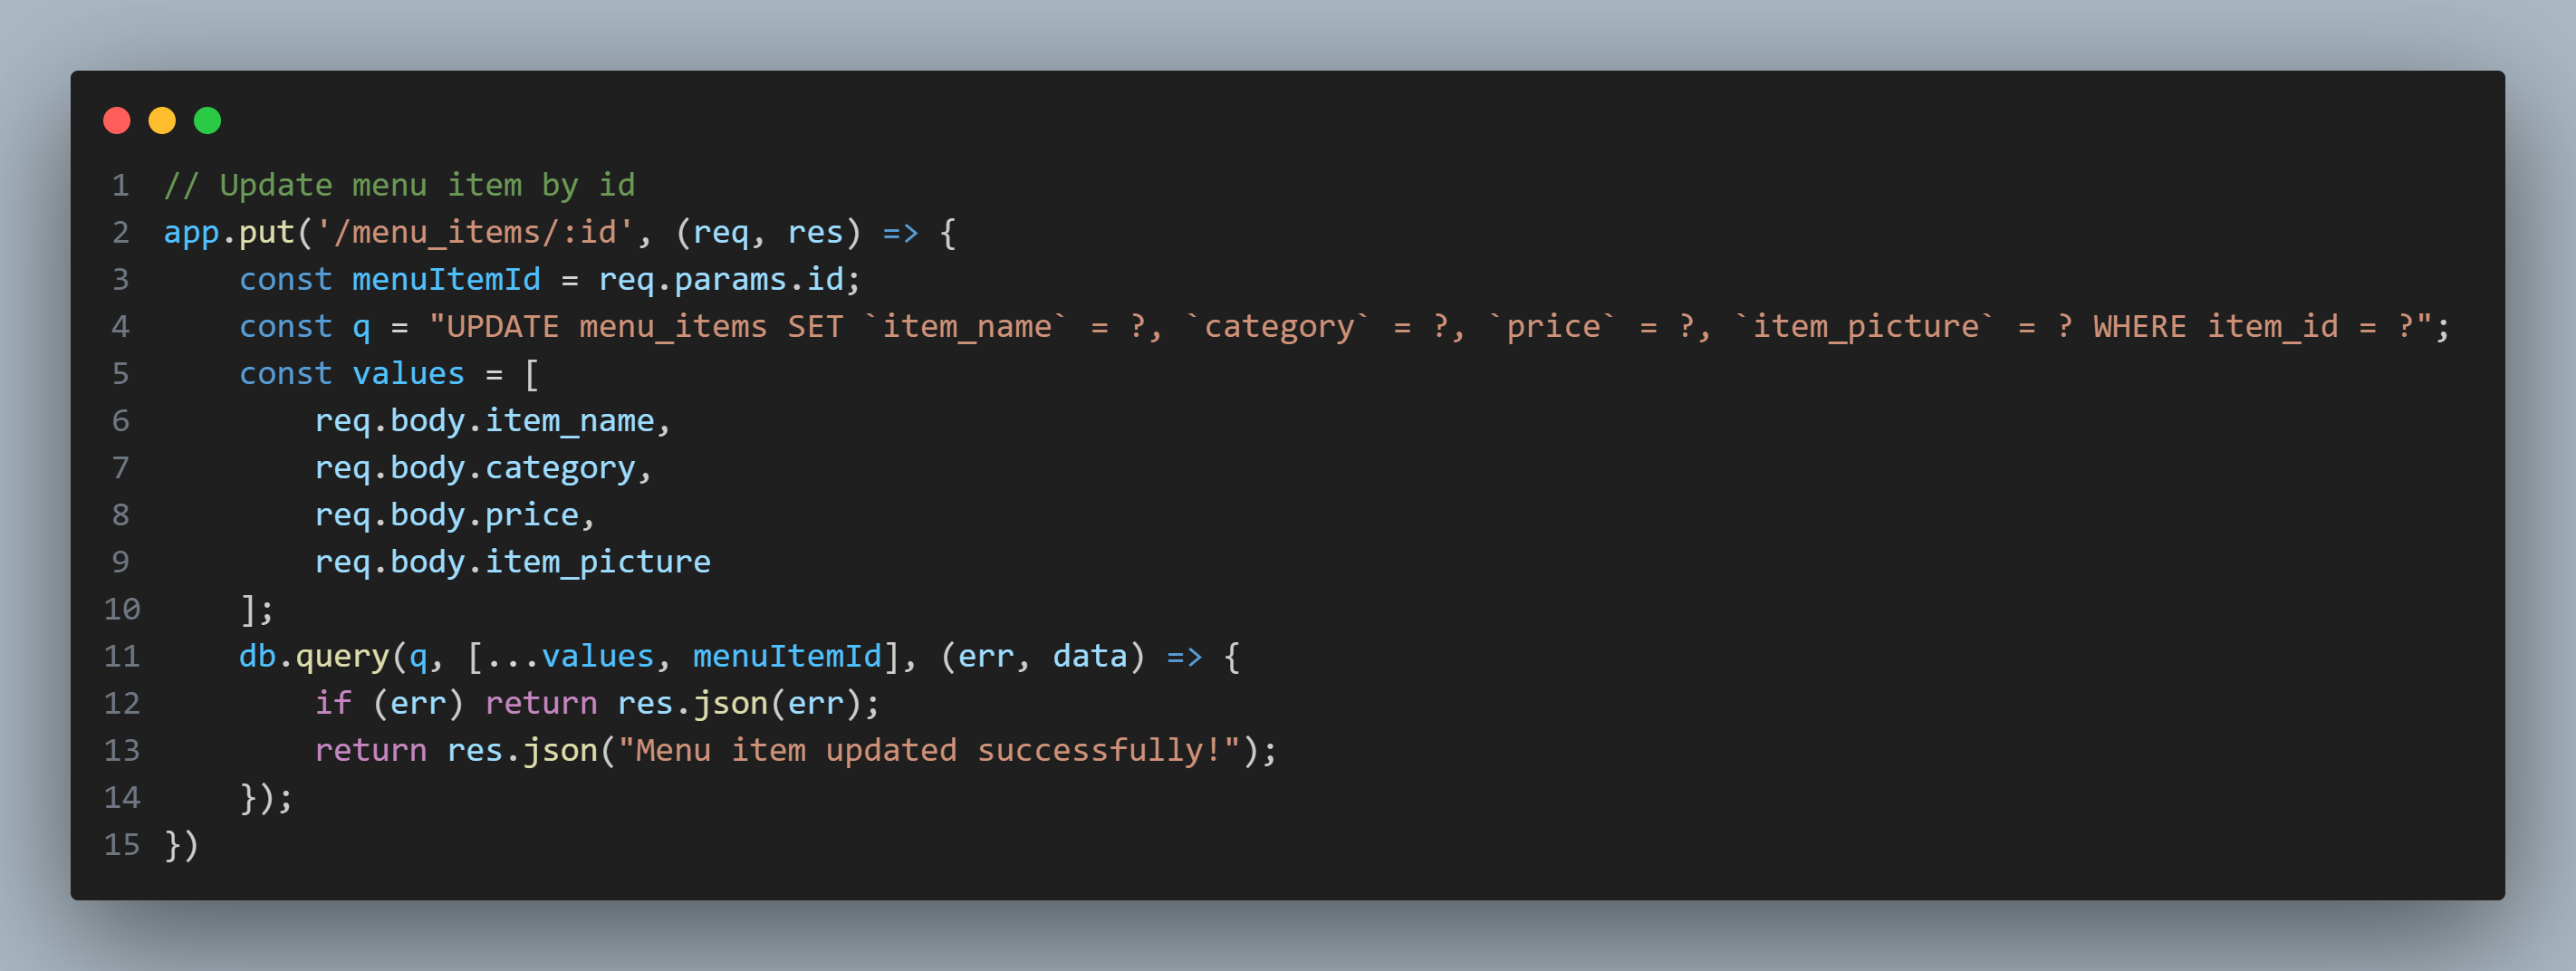 1 // Update menu item by id
2 app.put('/menu_items/:id', (req, res) => {
3     const menuItemId = req.params.id;
4     const q = "UPDATE menu_items SET `item_name` = ?, `category` = ?, `price` = ?, `item_picture` = ? WHERE item_id = ?";
5     const values = [
6         req.body.item_name,
7         req.body.category,
8         req.body.price,
9         req.body.item_picture
10     ];
11     db.query(q, [...values, menuItemId], (err, data) => {
12         if (err) return res.json(err);
13         return res.json("Menu item updated successfully!");
14     });
15 })